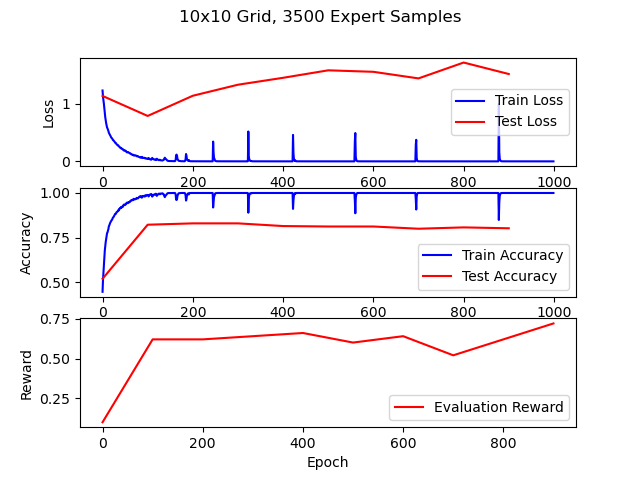 10x10 Grid, 3500 Expert Samples
Loss
1
0
Train Loss
Test Loss
0 200 400 600 800 1000
Accuracy
1.00
0.75
0.50
Train Accuracy
Test Accuracy
0 200 400 600 800 1000
Reward
0.75
0.50
0.25
Evaluation Reward
0 200 400 600 800
Epoch